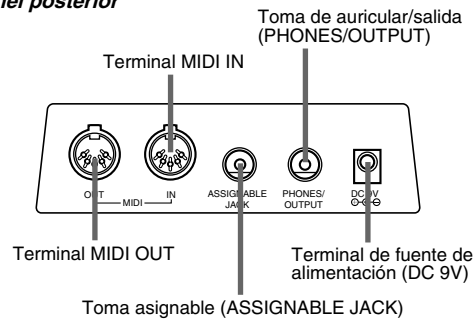 posterior
Toma de auricular/salida
(PHONES/OUTPUT)
Terminal MIDI IN
OUT
MIDI
IN
ASSIGNABLE
JACK
PHONES/
OUTPUT
DC 9V
Terminal MIDI OUT
Terminal de fuente de
alimentación (DC 9V)
Toma asignable (ASSIGNABLE JACK)